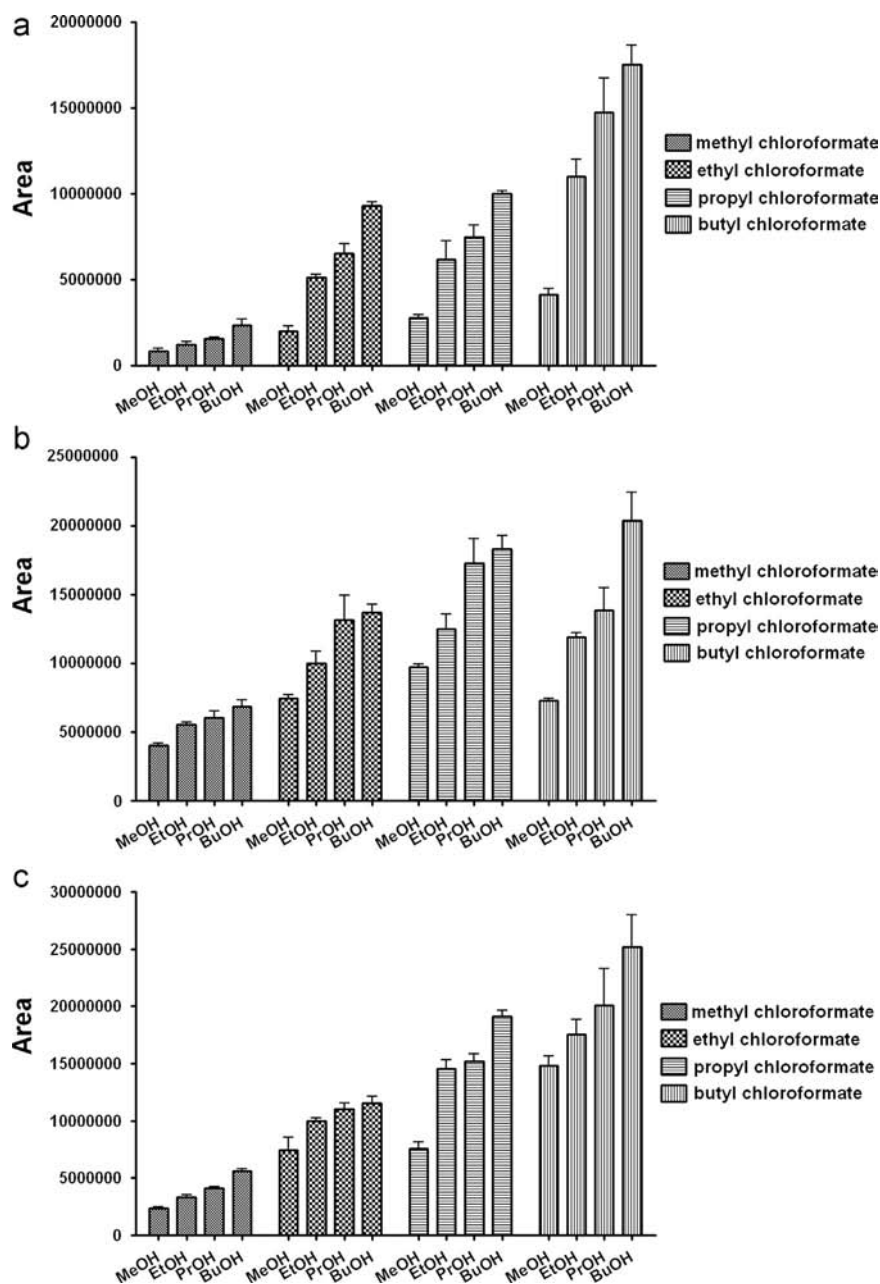 a
20000000
15000000
10000000
5000000
0
Area
MeOH EtOH PrOH BuOH MeOH EtOH PrOH BuOH MeOH EtOH PrOH BuOH MeOH EtOH PrOH BuOH
methyl chloroformate
ethyl chloroformate
propyl chloroformate
butyl chloroformate
b
25000000
20000000
15000000
10000000
5000000
0
Area
MeOH EtOH PrOH BuOH MeOH EtOH PrOH BuOH MeOH EtOH PrOH BuOH MeOH EtOH PrOH BuOH
methyl chloroformate
ethyl chloroformate
propyl chloroformate
butyl chloroformate
c
30000000
25000000
20000000
15000000
10000000
5000000
0
Area
MeOH EtOH PrOH BuOH MeOH EtOH PrOH BuOH MeOH EtOH PrOH BuOH MeOH EtOH PrOH BuOH
methyl chloroformate
ethyl chloroformate
propyl chloroformate
butyl chloroformate